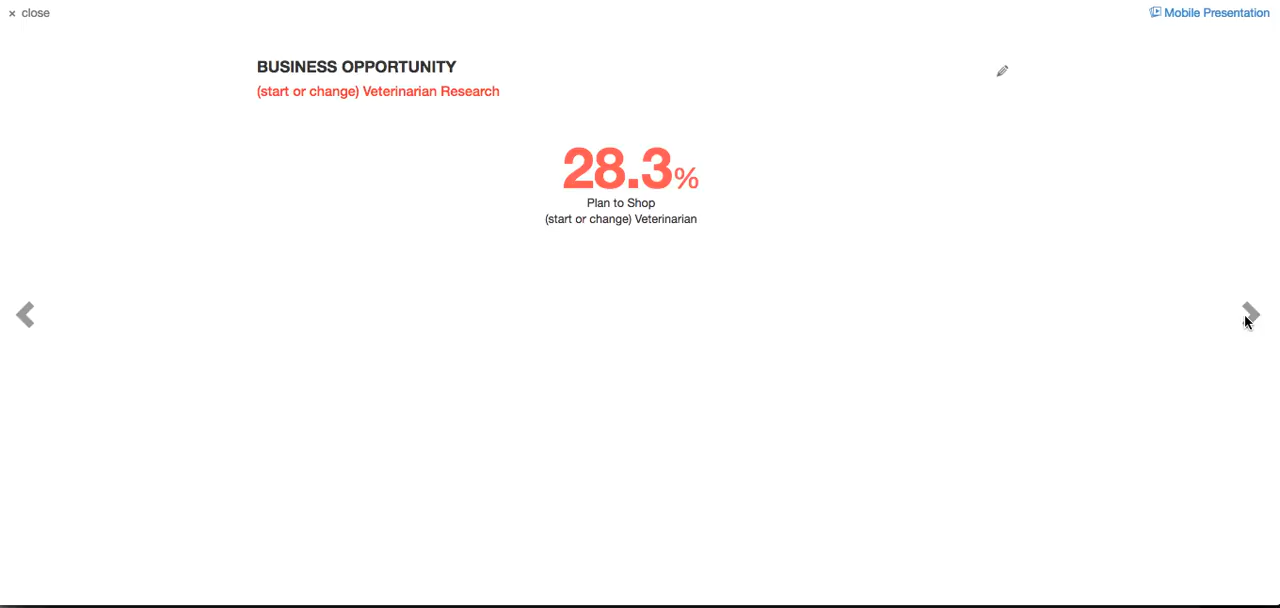 × close
Mobile Presentation
BUSINESS OPPORTUNITY
(start or change) Veterinarian Research
28.3%
Plan to Shop
(start or change) Veterinarian